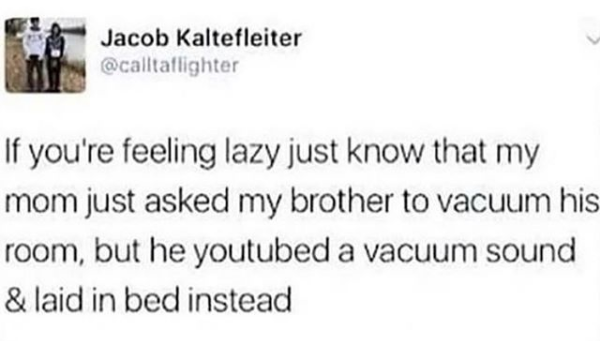 Jacob Kaltefleiter
@calltaflighter
If you're feeling lazy just know that my
mom just asked my brother to vacuum his
room, but he youtubed a vacuum sound
& laid in bed instead